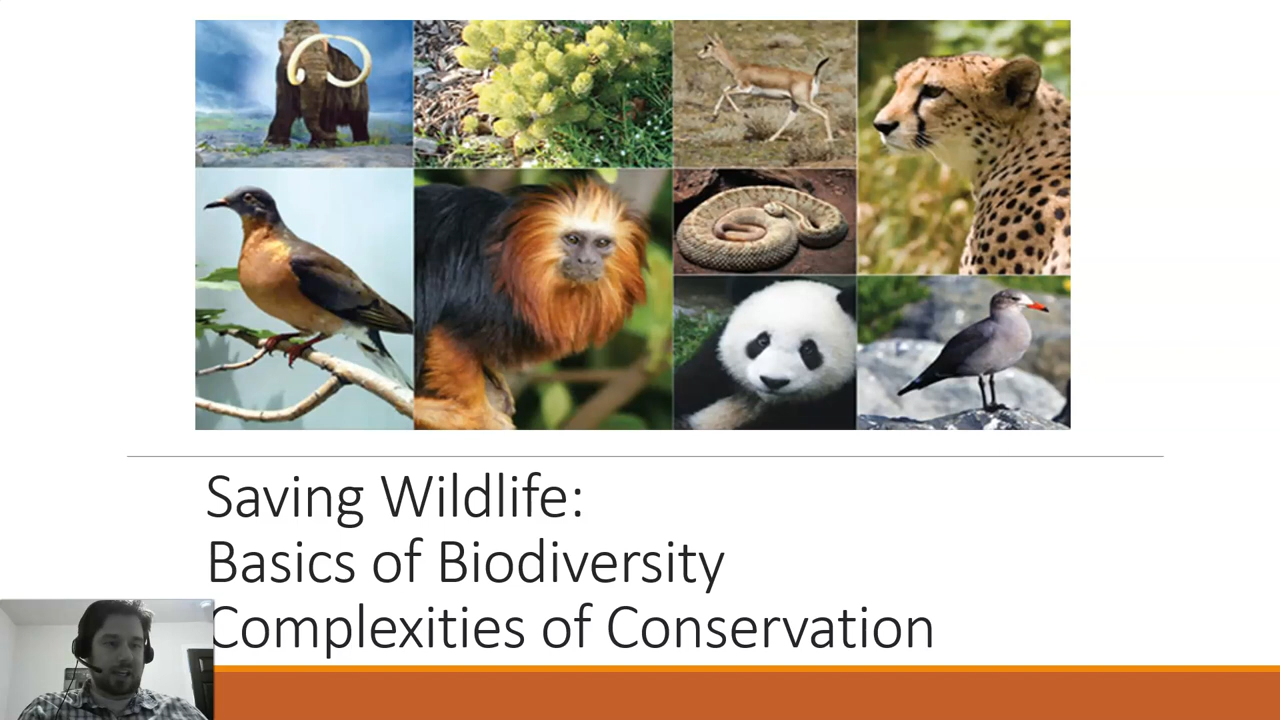 Saving Wildlife:
Basics of Biodiversity
Complexities of Conservation